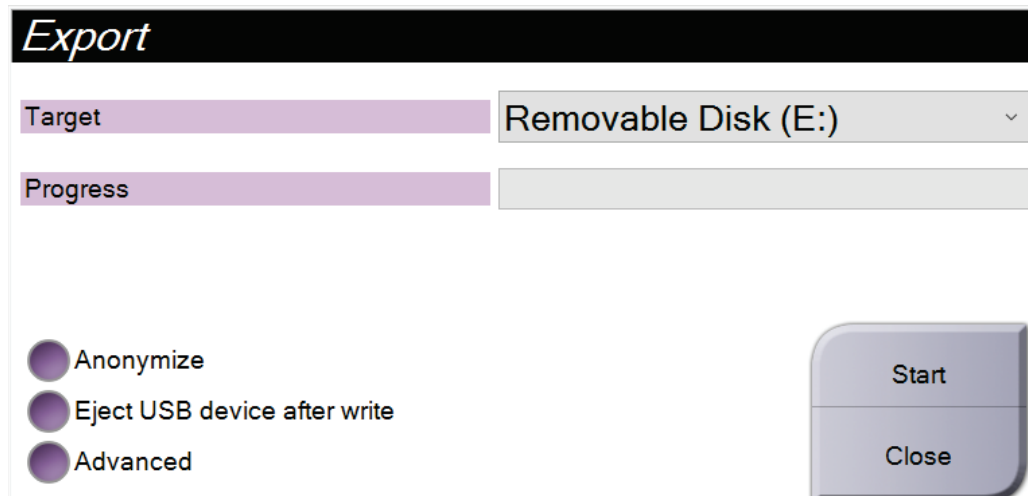 Export
Target
Removable Disk (E:)
Progress
Anonymize
Eject USB device after write
Advanced
Start
Close